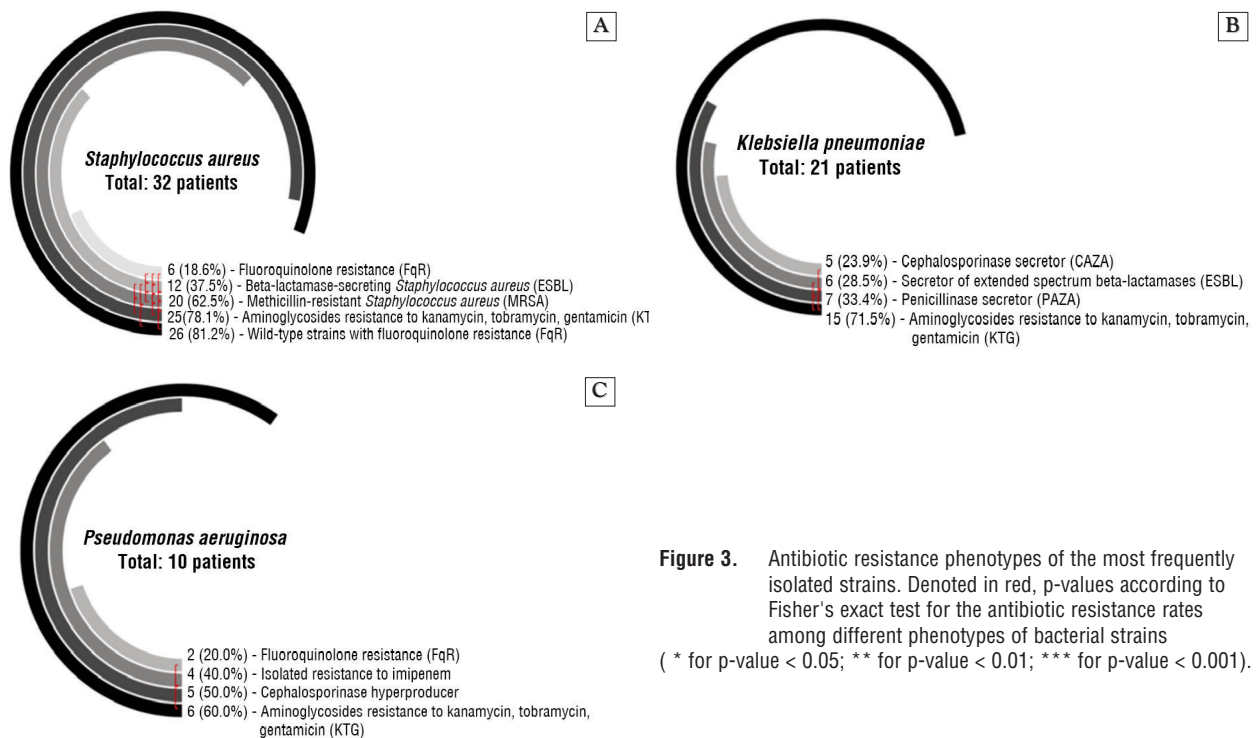 A
Staphylococcus aureus
Total: 32 patients
6 (18.6%) - Fluoroquinolone resistance (FqR)
12 (37.5%) - Beta-lactamase-secreting Staphylococcus aureus (ESBL)
20 (62.5%) - Methicillin-resistant Staphylococcus aureus (MRSA)
25(78.1%) - Aminoglycosides resistance to kanamycin, tobramycin, gentamicin (KT
26 (81.2%) - Wild-type strains with fluoroquinolone resistance (FqR)
B
Klebsiella pneumoniae
Total: 21 patients
5 (23.9%) - Cephalosporinase secretor (CAZA)
6 (28.5%) - Secretor of extended spectrum beta-lactamases (ESBL)
7 (33.4%) - Penicillinase secretor (PAZA)
15 (71.5%) - Aminoglycosides resistance to kanamycin, tobramycin,
gentamicin (KTG)
C
Pseudomonas aeruginosa
Total: 10 patients
2 (20.0%) - Fluoroquinolone resistance (FqR)
4 (40.0%) - Isolated resistance to imipenem
5 (50.0%) - Cephalosporinase hyperproducer
6 (60.0%) - Aminoglycosides resistance to kanamycin, tobramycin,
gentamicin (KTG)
Figure 3. Antibiotic resistance phenotypes of the most frequently
isolated strains. Denoted in red, p-values according to
Fisher's exact test for the antibiotic resistance rates
among different phenotypes of bacterial strains
( * for p-value < 0.05; ** for p-value < 0.01; *** for p-value < 0.001).